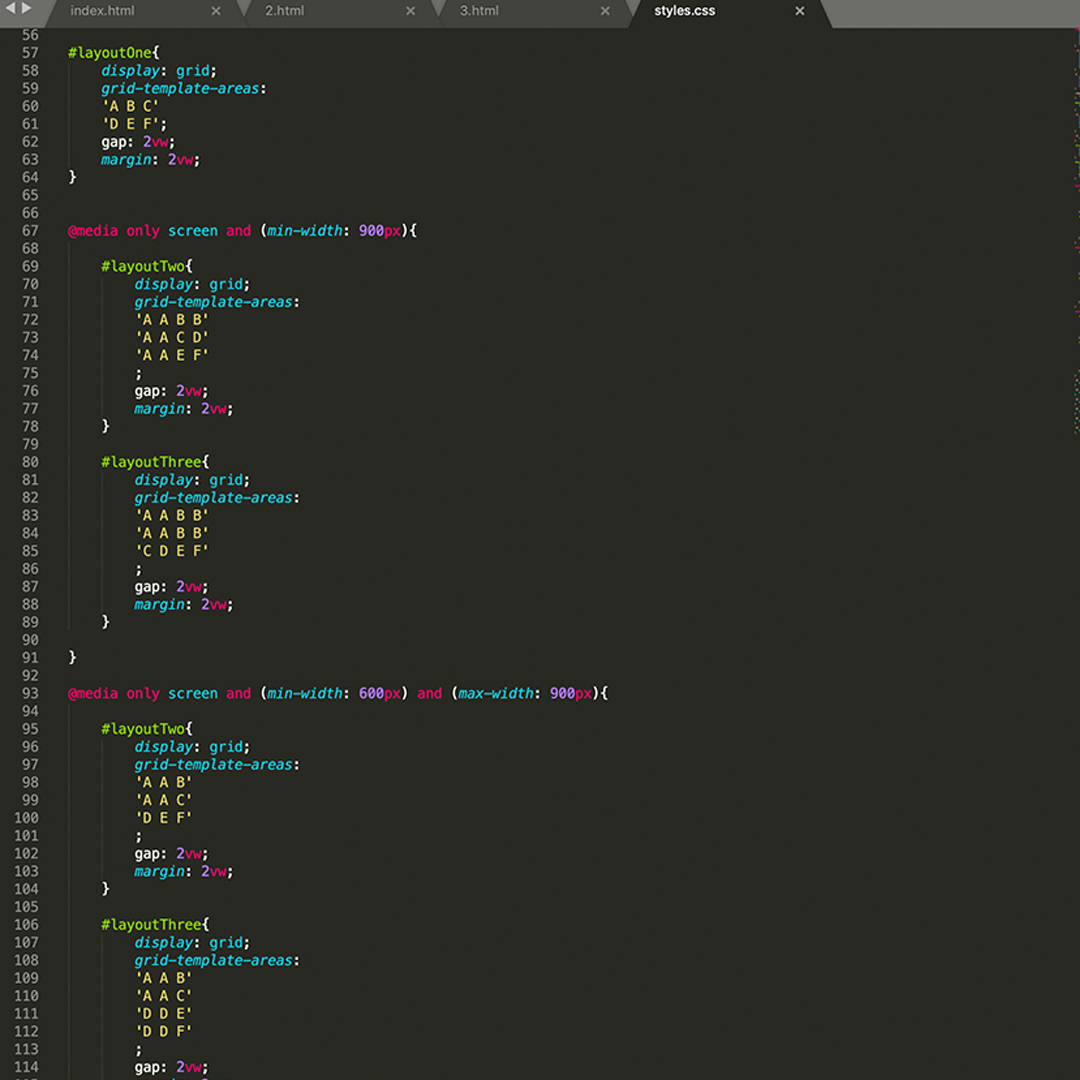 index.html × 2.html × 3.html × styles.css ×
56
57 #layoutOne{
58 display: grid;
59 grid-template-areas:
60 'A B C'
61 'D E F';
62 gap: 2vw;
63 margin: 2vw;
64 }
65
66
67 @media only screen and (min-width: 900px){
68
69 #layoutTwo{
70 display: grid;
71 grid-template-areas:
72 'A A B B'
73 'A A C D'
74 'A A E F'
75 ;
76 gap: 2vw;
77 margin: 2vw;
78 }
79
80 #layoutThree{
81 display: grid;
82 grid-template-areas:
83 'A A B B'
84 'A A B B'
85 'C D E F'
86 ;
87 gap: 2vw;
88 margin: 2vw;
89 }
90
91 }
92
93 @media only screen and (min-width: 600px) and (max-width: 900px){
94
95 #layoutTwo{
96 display: grid;
97 grid-template-areas:
98 'A A B'
99 'A A C'
100 'D E F'
101 ;
102 gap: 2vw;
103 margin: 2vw;
104 }
105
106 #layoutThree{
107 display: grid;
108 grid-template-areas:
109 'A A B'
110 'A A C'
111 'D D E'
112 'D D F'
113 ;
114 gap: 2vw;